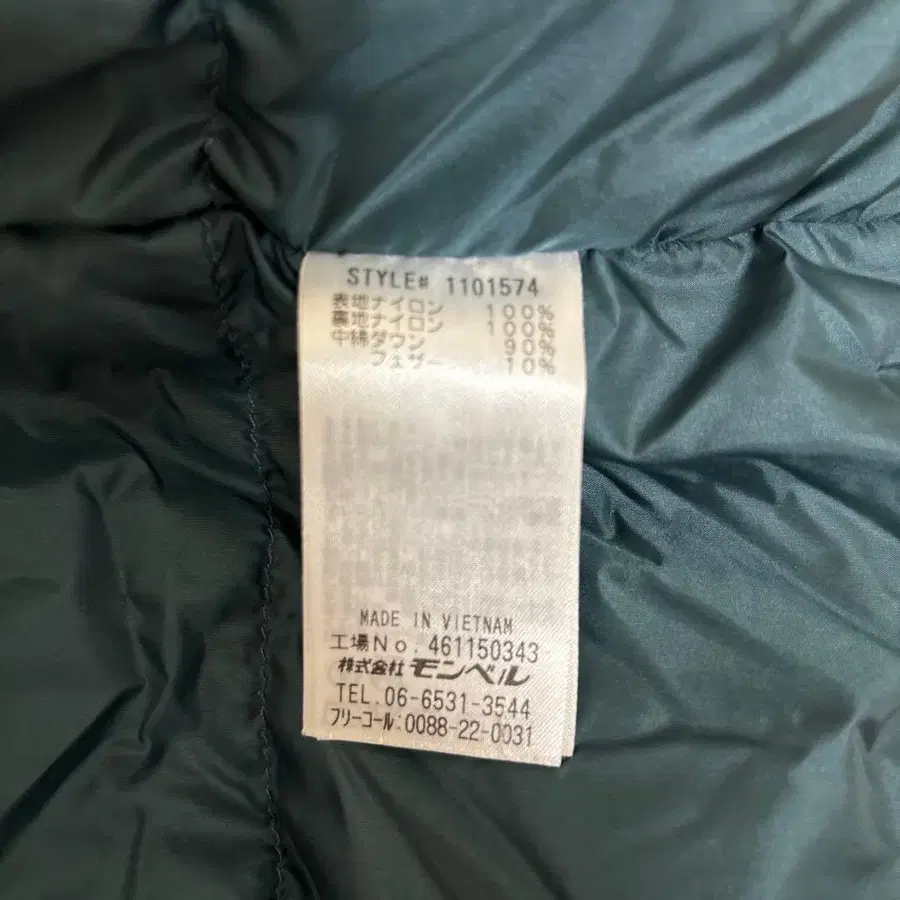 STYLE# 1101574
表地ナイロン 100%
裏地ナイロン 100%
中綿ダウン 90%
フェザー 10%
MADE IN VIETNAM
工場No. 461150343
株式会社 モンベル
TEL.06-6531-3544
フリーコール:0088-22-0031